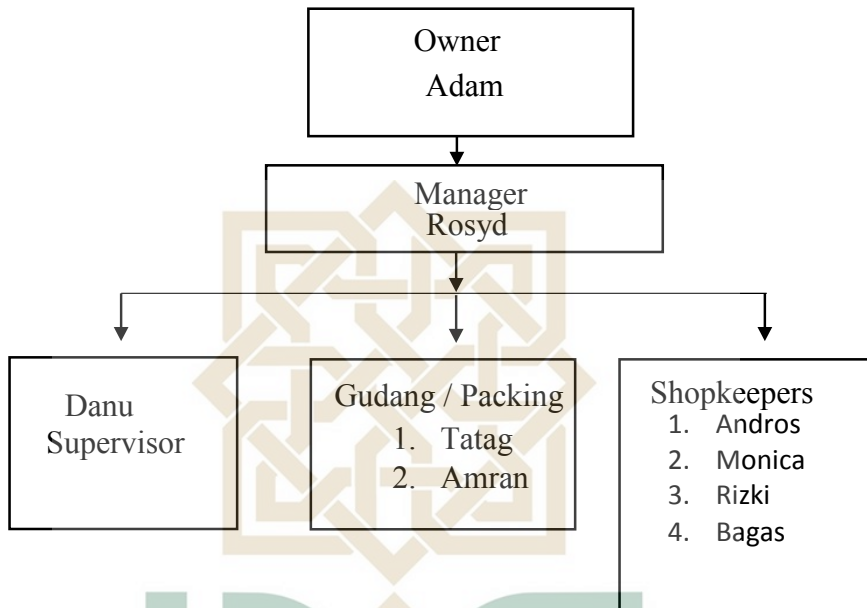 Owner
Adam
Manager
Rosyd
Danu
Supervisor
Gudang / Packing
1. Tatag
2. Amran
Shopkeepers
1. Andros
2. Monica
3. Rizki
4. Bagas